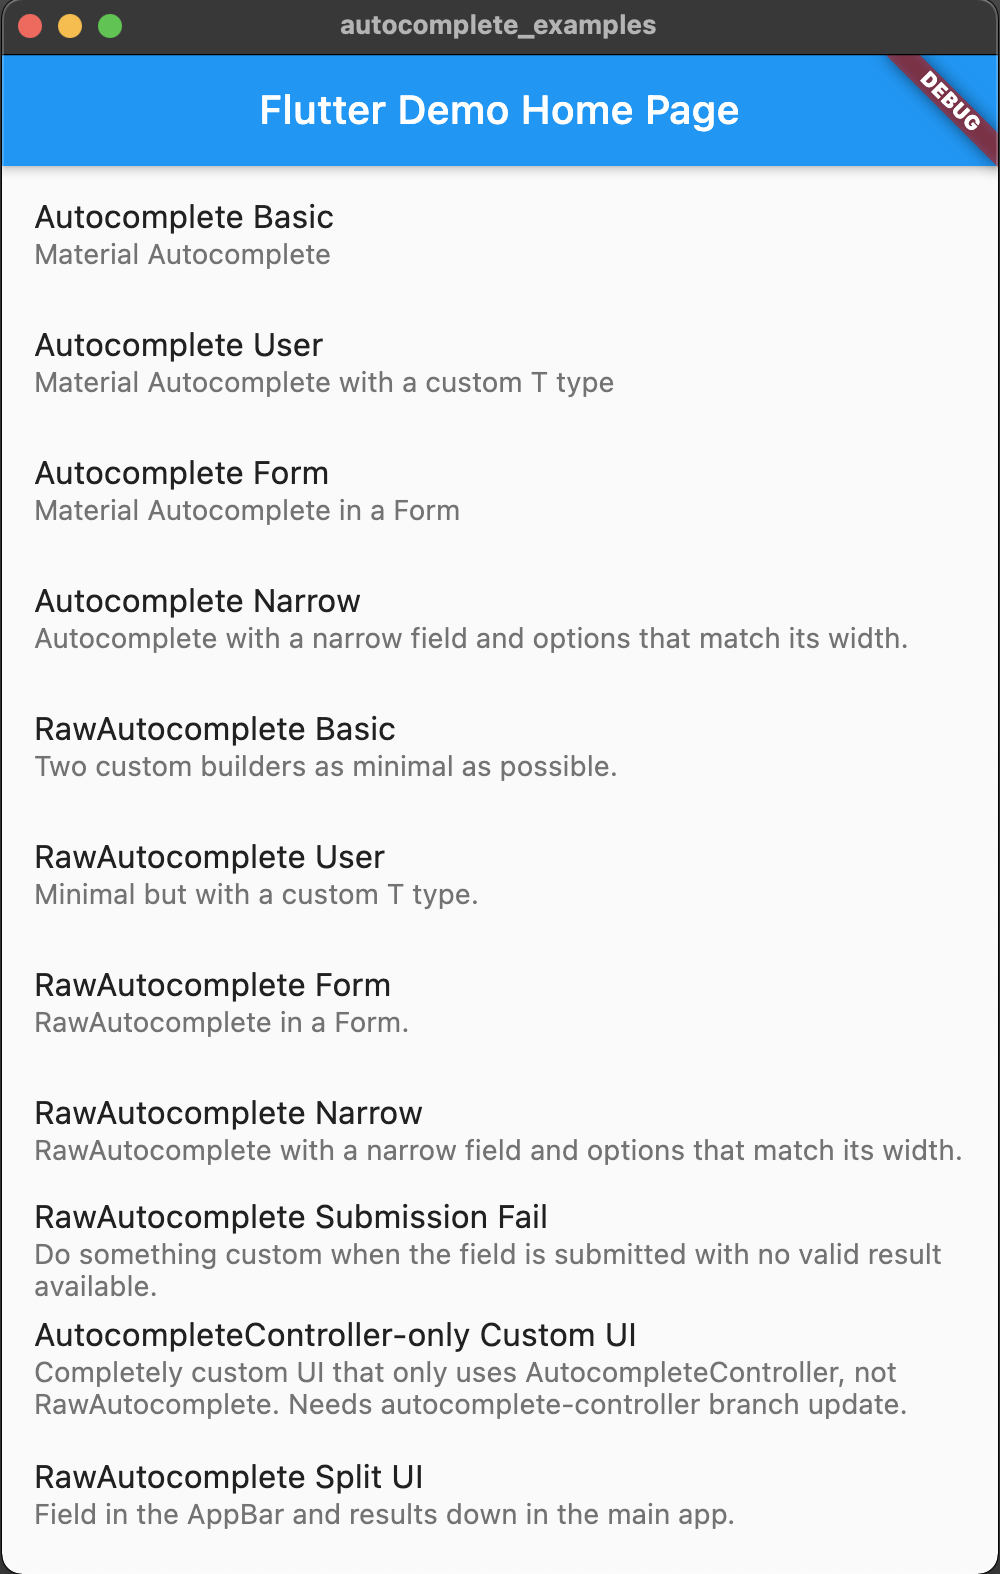 autocomplete_examples
Flutter Demo Home Page
DEBUG
Autocomplete Basic
Material Autocomplete
Autocomplete User
Material Autocomplete with a custom T type
Autocomplete Form
Material Autocomplete in a Form
Autocomplete Narrow
Autocomplete with a narrow field and options that match its width.
RawAutocomplete Basic
Two custom builders as minimal as possible.
RawAutocomplete User
Minimal but with a custom T type.
RawAutocomplete Form
RawAutocomplete in a Form.
RawAutocomplete Narrow
RawAutocomplete with a narrow field and options that match its width.
RawAutocomplete Submission Fail
Do something custom when the field is submitted with no valid result
available.
AutocompleteController-only Custom UI
Completely custom UI that only uses AutocompleteController, not
RawAutocomplete. Needs autocomplete-controller branch update.
RawAutocomplete Split UI
Field in the AppBar and results down in the main app.